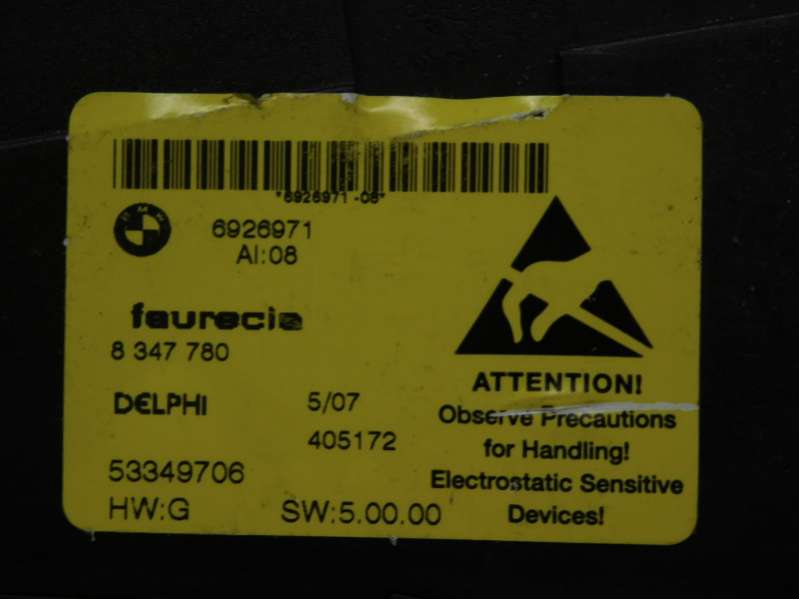 *6926971-08*
BMW
6926971
AI:08
faurecia
8 347 780
DELPHI
5/07
405172
53349706
HW:G
SW:5.00.00
ATTENTION!
Observe Precautions
for Handling!
Electrostatic Sensitive
Devices!